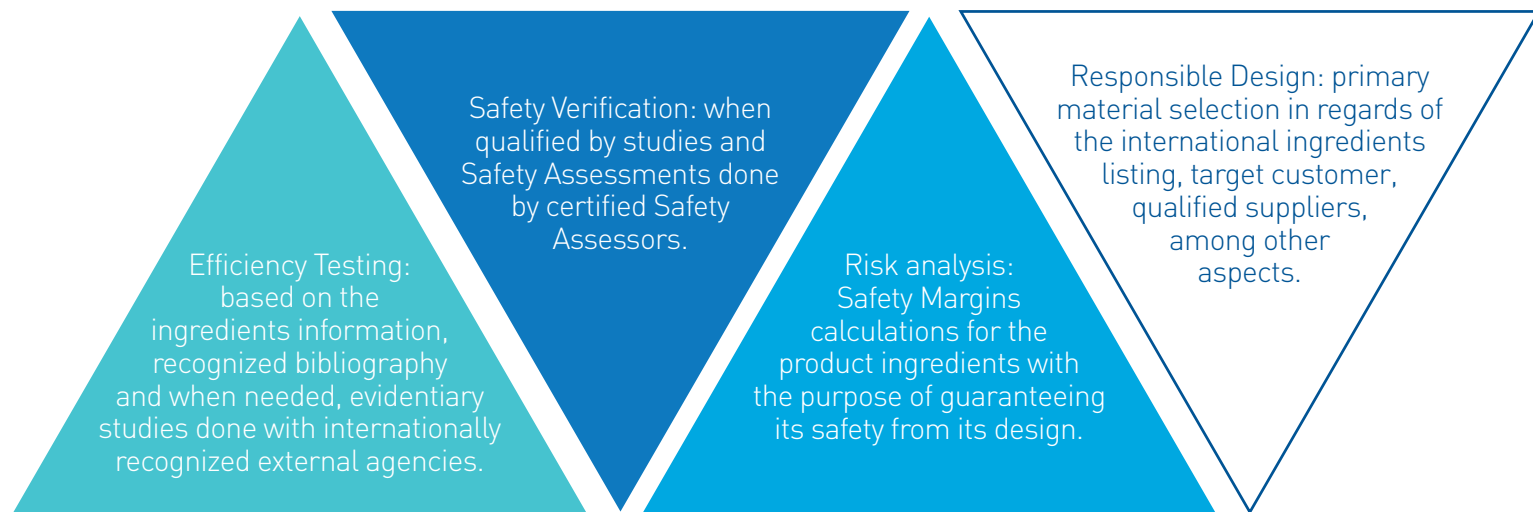 Efficiency Testing:
based on the
ingredients information,
recognized bibliography
and when needed, evidentiary
studies done with internationally
recognized external agencies.
Safety Verification: when
qualified by studies and
Safety Assessments done
by certified Safety
Assessors.
Risk analysis:
Safety Margins
calculations for the
product ingredients with
the purpose of guaranteeing
its safety from its design.
Responsible Design: primary
material selection in regards of
the international ingredients
listing, target customer,
qualified suppliers,
among other
aspects.